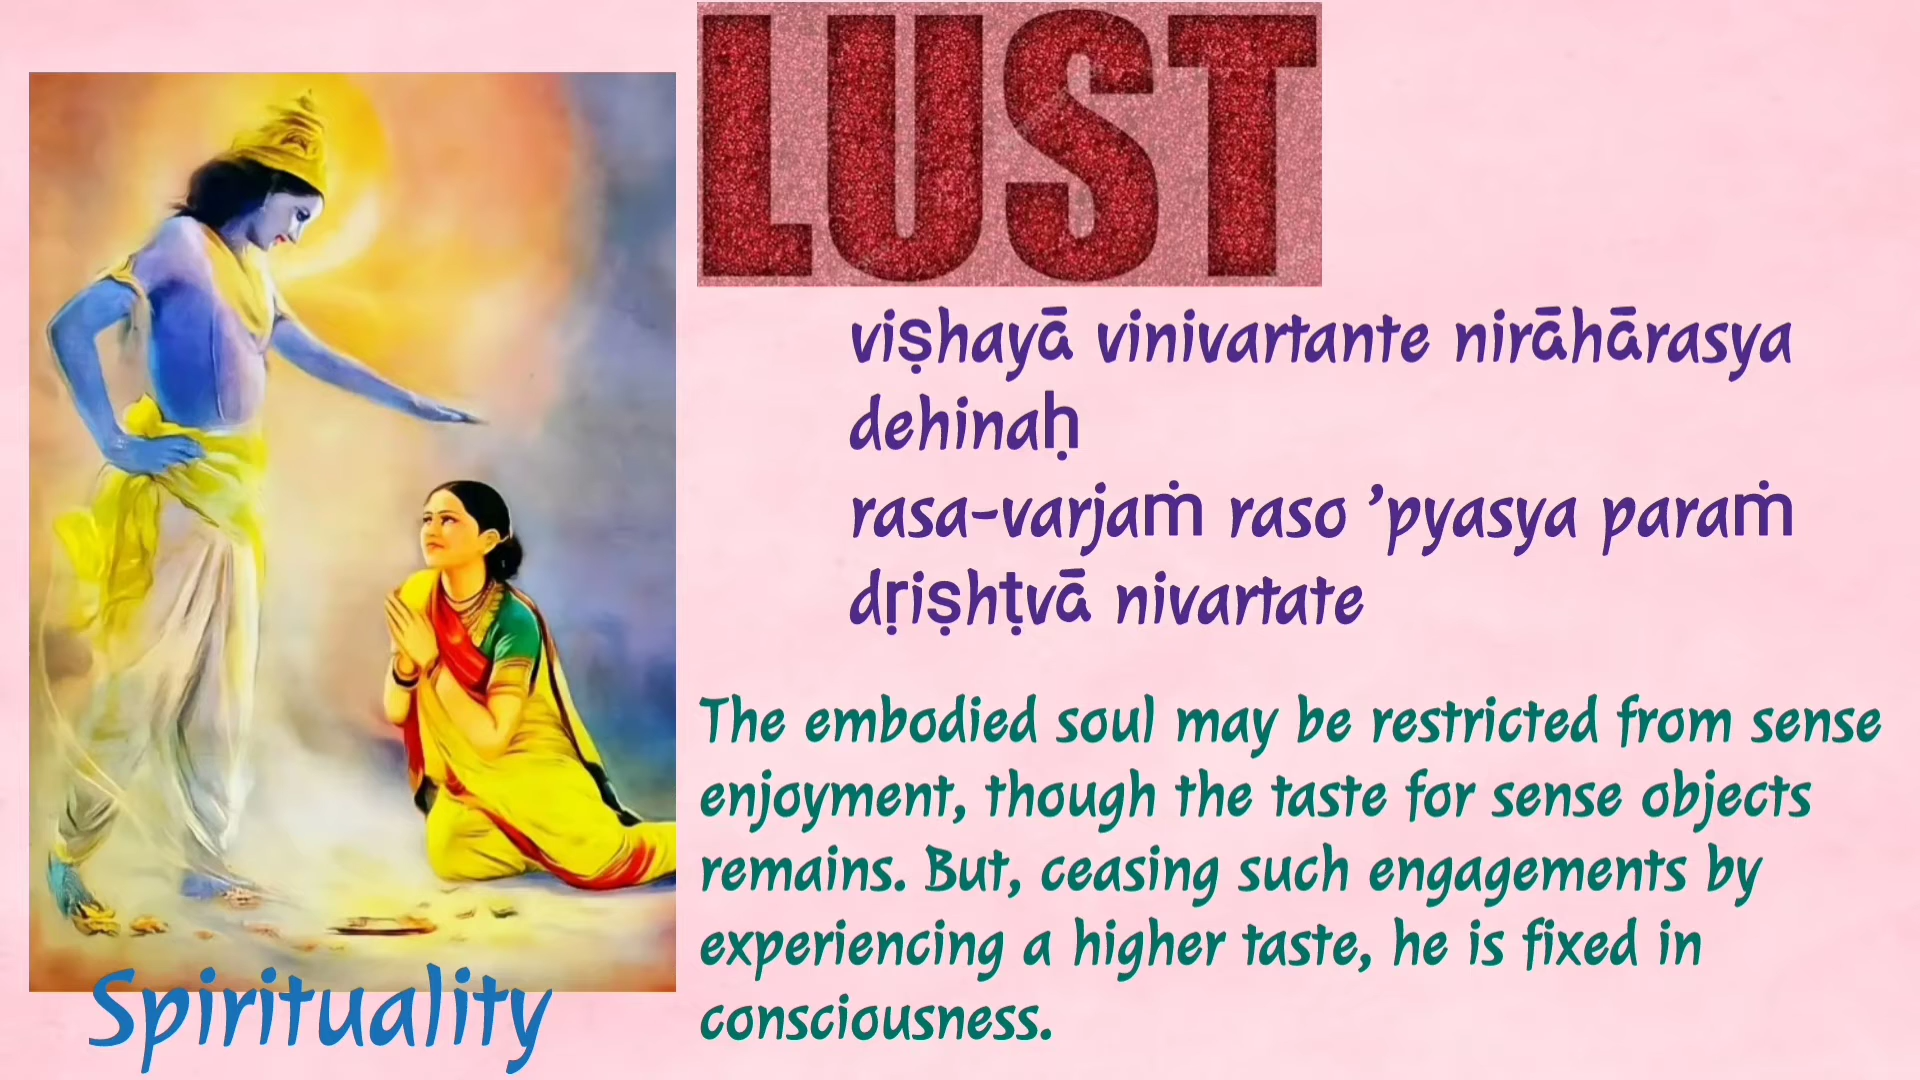 LUST
viṣhayā vinivartante nirāhārasya
dehinaḥ
rasa-varjaṁ raso ’pyasya paraṁ
dṛiṣhṭvā nivartate
The embodied soul may be restricted from sense
enjoyment, though the taste for sense objects
remains. But, ceasing such engagements by
experiencing a higher taste, he is fixed in
consciousness.
Spirituality